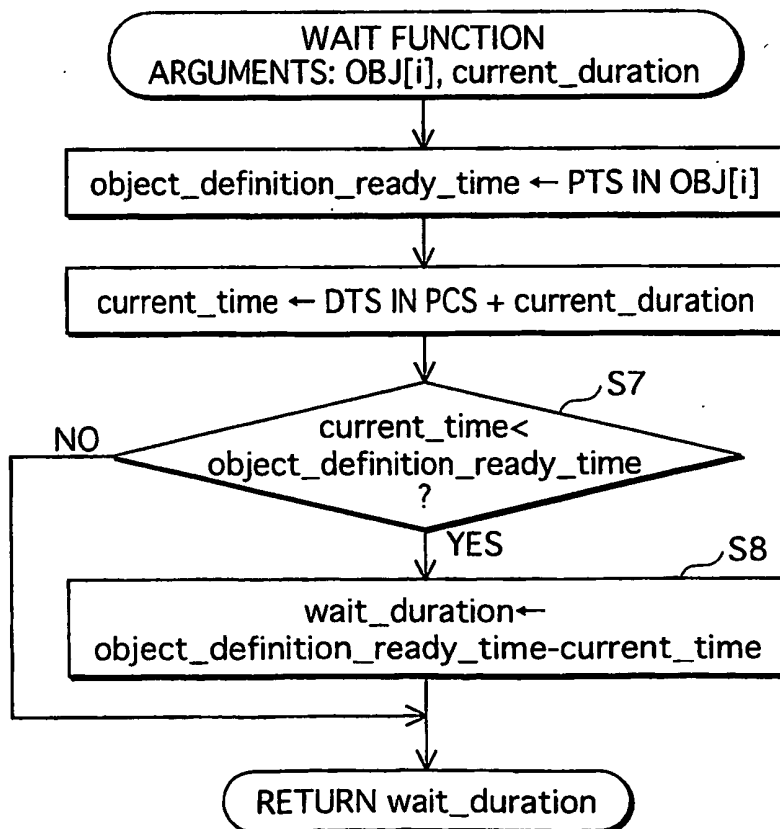 WAIT FUNCTION
ARGUMENTS: OBJ[i], current_duration
object_definition_ready_time ← PTS IN OBJ[i]
current_time ← DTS IN PCS + current_duration
S7
NO
current_time<
object_definition_ready_time
?
YES
S8
wait_duration←
object_definition_ready_time-current_time
RETURN wait_duration